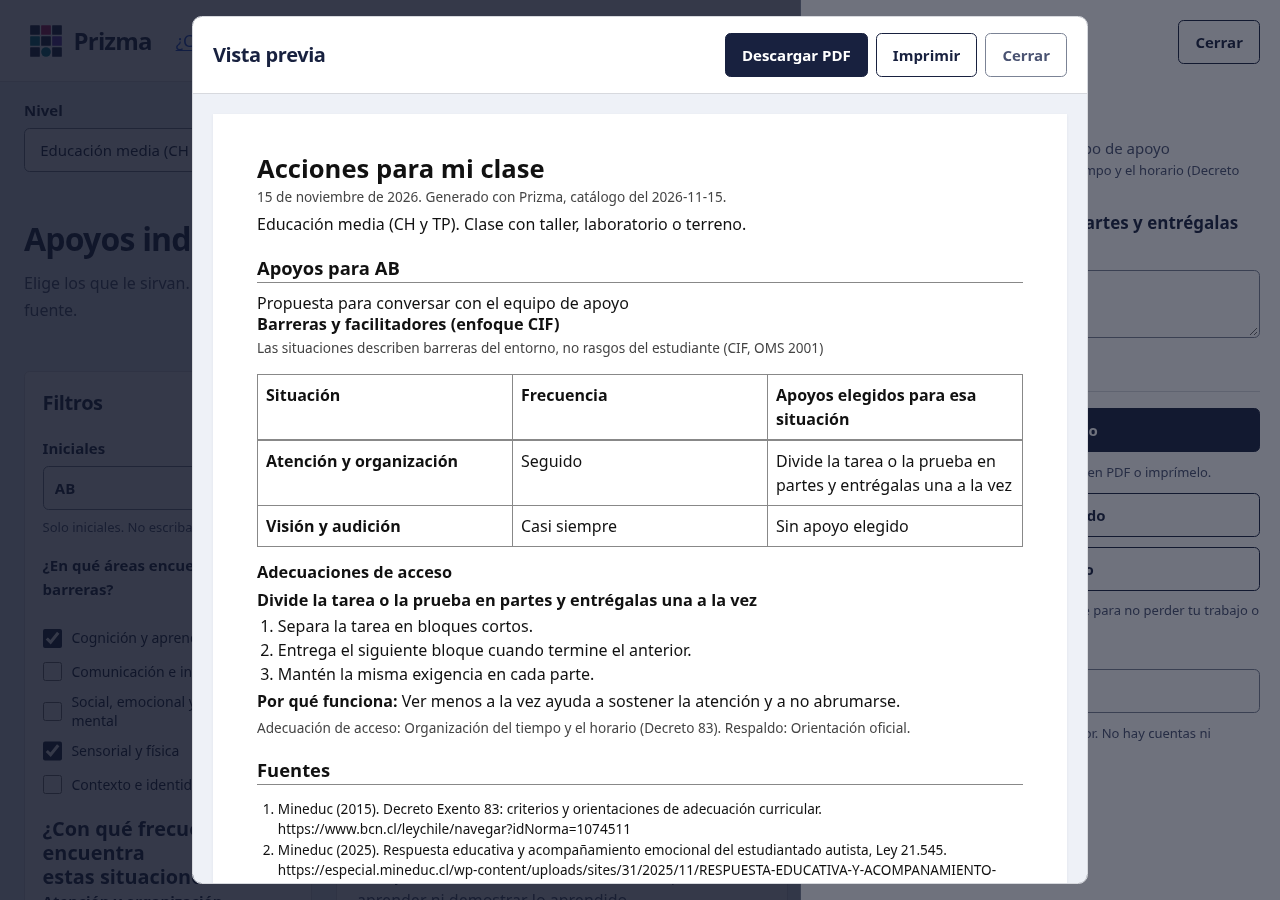 Prizma
Cerrar
Nivel
Educación media (CH
Apoyos ind
Elige los que le sirvan.
fuente.
Filtros
Iniciales
AB
Solo iniciales. No escriba
¿En qué áreas encue
barreras?
Cognición y apren
Comunicación e in
Social, emocional y
mental
Sensorial y física
Contexto e identid
¿Con qué frecue
encuentra
estas situacione
Vista previa
Descargar PDF
Imprimir
Cerrar
Acciones para mi clase
15 de noviembre de 2026. Generado con Prizma, catálogo del 2026-11-15.
Educación media (CH y TP). Clase con taller, laboratorio o terreno.
Apoyos para AB
Propuesta para conversar con el equipo de apoyo
Barreras y facilitadores (enfoque CIF)
Las situaciones describen barreras del entorno, no rasgos del estudiante (CIF, OMS 2001)
Situación
Frecuencia
Apoyos elegidos para esa
situación
Atención y organización
Seguido
Divide la tarea o la prueba en
partes y entrégalas una a la vez
Visión y audición
Casi siempre
Sin apoyo elegido
Adecuaciones de acceso
Divide la tarea o la prueba en partes y entrégalas una a la vez
1. Separa la tarea en bloques cortos.
2. Entrega el siguiente bloque cuando termine el anterior.
3. Mantén la misma exigencia en cada parte.
Por qué funciona: Ver menos a la vez ayuda a sostener la atención y a no abrumarse.
Adecuación de acceso: Organización del tiempo y el horario (Decreto 83). Respaldo: Orientación oficial.
Fuentes
1. Mineduc (2015). Decreto Exento 83: criterios y orientaciones de adecuación curricular.
https://www.bcn.cl/leychile/navegar?idNorma=1074511
2. Mineduc (2025). Respuesta educativa y acompañamiento emocional del estudiantado autista, Ley 21.545.
https://especial.mineduc.cl/wp-content/uploads/sites/31/2025/11/RESPUESTA-EDUCATIVA-Y-ACOMPANAMIENTO-
po de apoyo
mpo y el horario (Decreto
artes y entrégalas
en PDF o imprímelo.
do
para no perder tu trabajo o
or. No hay cuentas ni